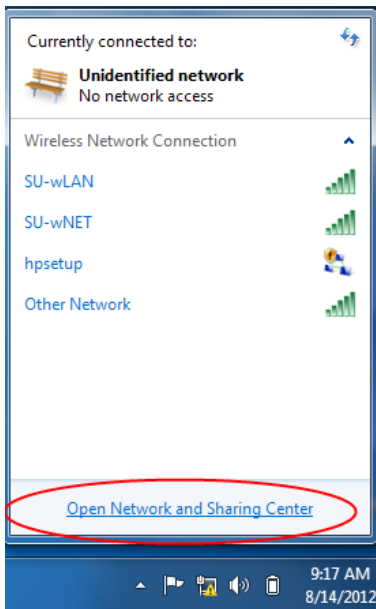 Currently connected to:
Unidentified network
No network access
Wireless Network Connection
SU-wLAN
SU-wNET
hpsetup
Other Network
Open Network and Sharing Center
9:17 AM
8/14/2012